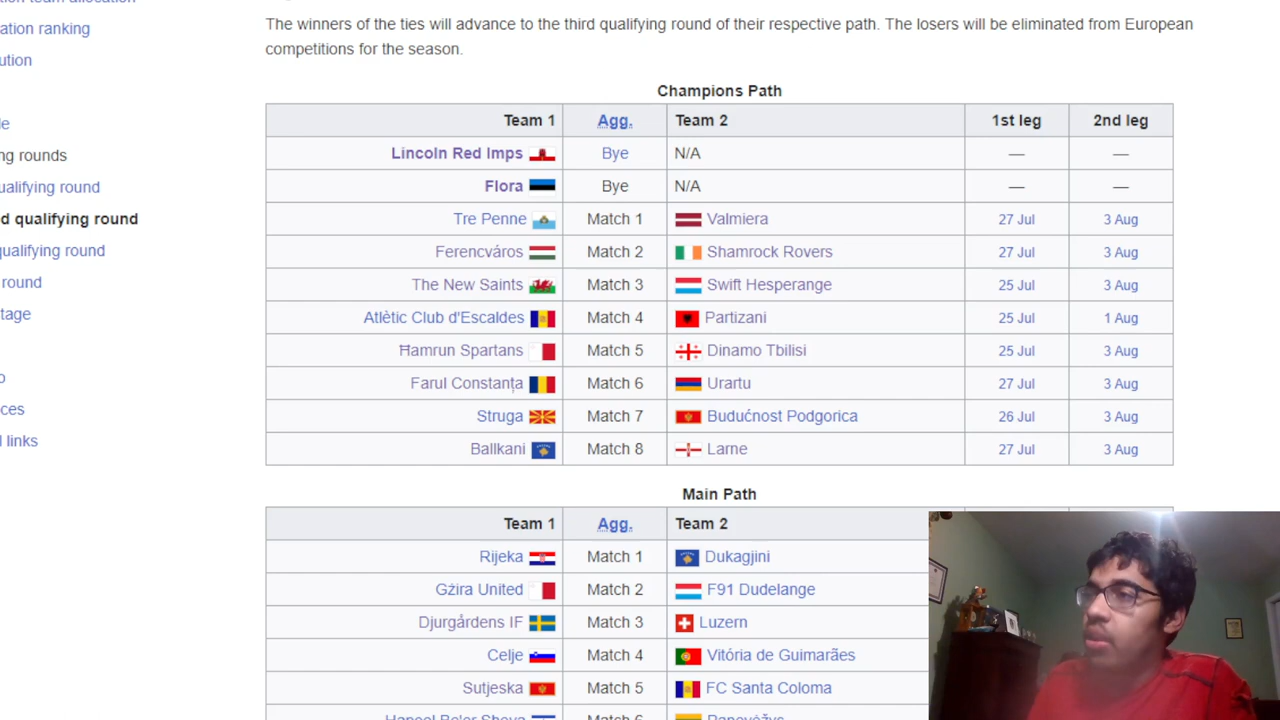 ation ranking
ution
ng rounds
ualifying round
d qualifying round
qualifying round
round
tage
ces
l links
The winners of the ties will advance to the third qualifying round of their respective path. The losers will be eliminated from European
competitions for the season.
Champions Path
Team 1 Agg. Team 2 1st leg 2nd leg
Lincoln Red Imps Bye N/A — —
Flora Bye N/A — —
Tre Penne Match 1 Valmiera 27 Jul 3 Aug
Ferencváros Match 2 Shamrock Rovers 27 Jul 3 Aug
The New Saints Match 3 Swift Hesperange 25 Jul 3 Aug
Atlètic Club d'Escaldes Match 4 Partizani 25 Jul 1 Aug
Ħamrun Spartans Match 5 Dinamo Tbilisi 25 Jul 3 Aug
Farul Constanța Match 6 Urartu 27 Jul 3 Aug
Struga Match 7 Budućnost Podgorica 26 Jul 3 Aug
Ballkani Match 8 Larne 27 Jul 3 Aug
Main Path
Team 1 Agg. Team 2
Rijeka Match 1 Dukagjini
Gżira United Match 2 F91 Dudelange
Djurgårdens IF Match 3 Luzern
Celje Match 4 Vitória de Guimarães
Sutjeska Match 5 FC Santa Coloma